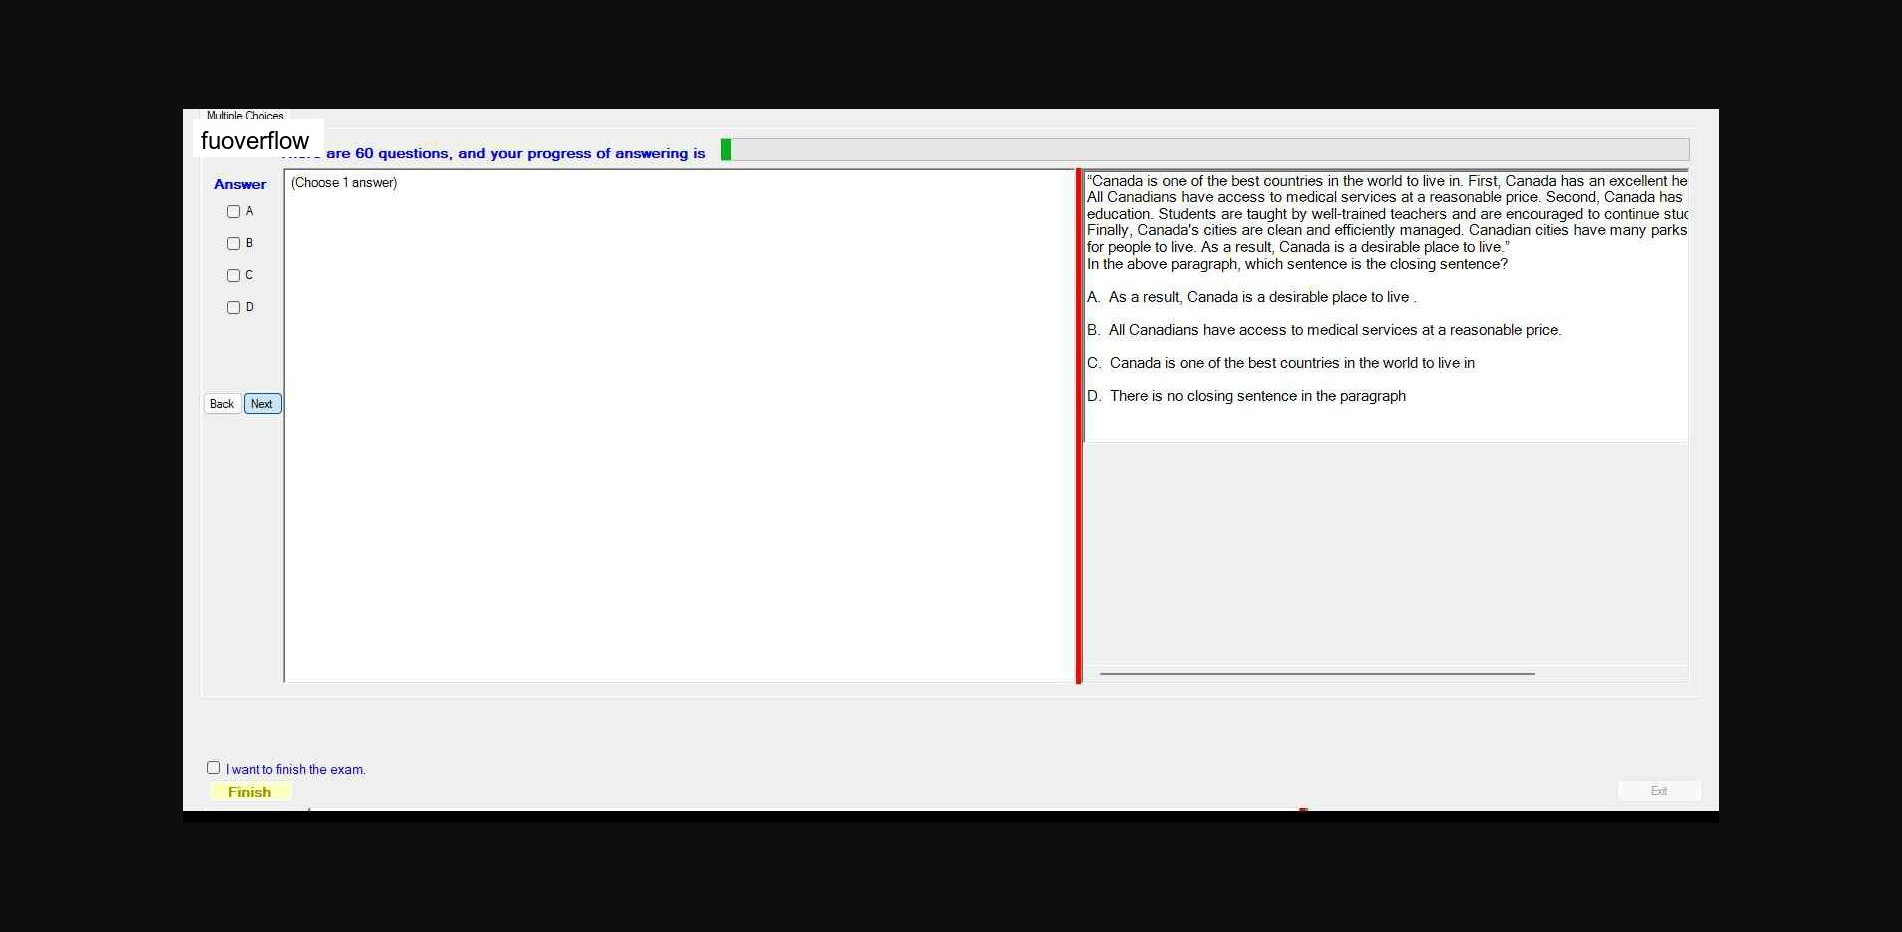 Multiple Choices
fuoverflow
are 60 questions, and your progress of answering is
Answer
A
B
C
D
Back
Next
(Choose 1 answer)
“Canada is one of the best countries in the world to live in. First, Canada has an excellent he
All Canadians have access to medical services at a reasonable price. Second, Canada has
education. Students are taught by well-trained teachers and are encouraged to continue stud
Finally, Canada's cities are clean and efficiently managed. Canadian cities have many parks
for people to live. As a result, Canada is a desirable place to live.”
In the above paragraph, which sentence is the closing sentence?
A. As a result, Canada is a desirable place to live .
B. All Canadians have access to medical services at a reasonable price.
C. Canada is one of the best countries in the world to live in
D. There is no closing sentence in the paragraph
I want to finish the exam.
Finish
Exit